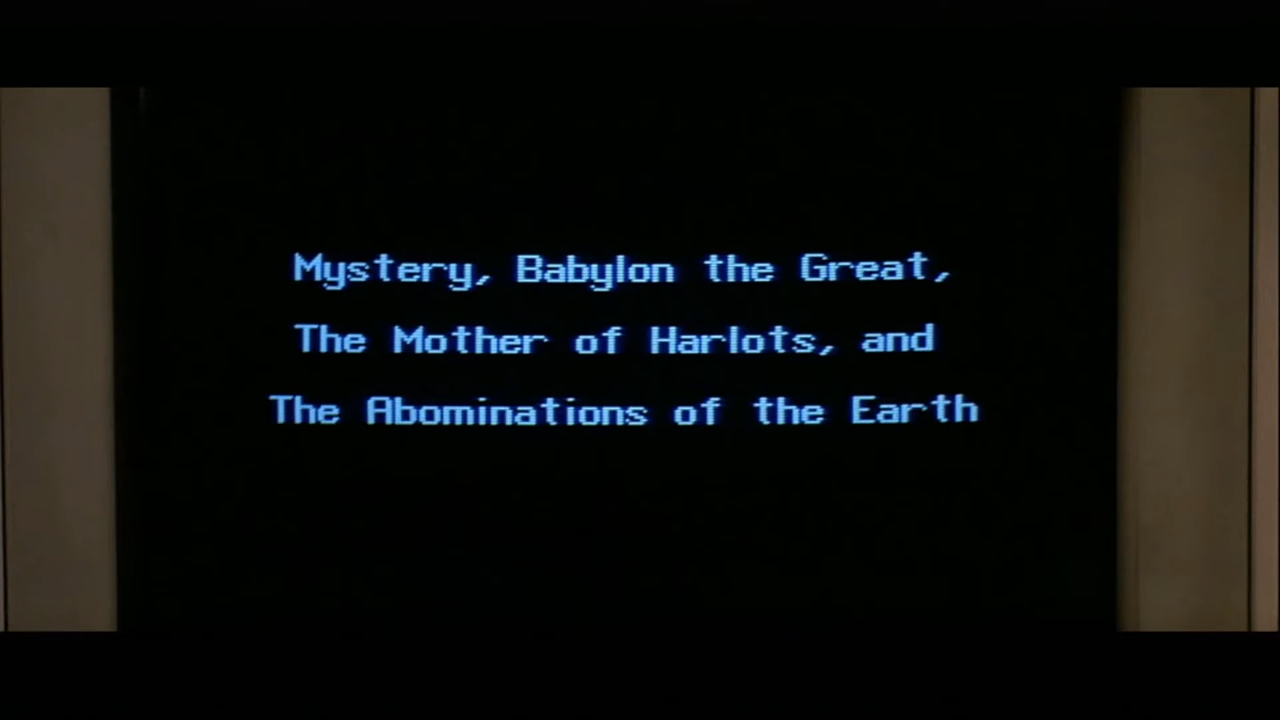 Mystery, Babylon the Great,
The Mother of Harlots, and
The Abominations of the Earth